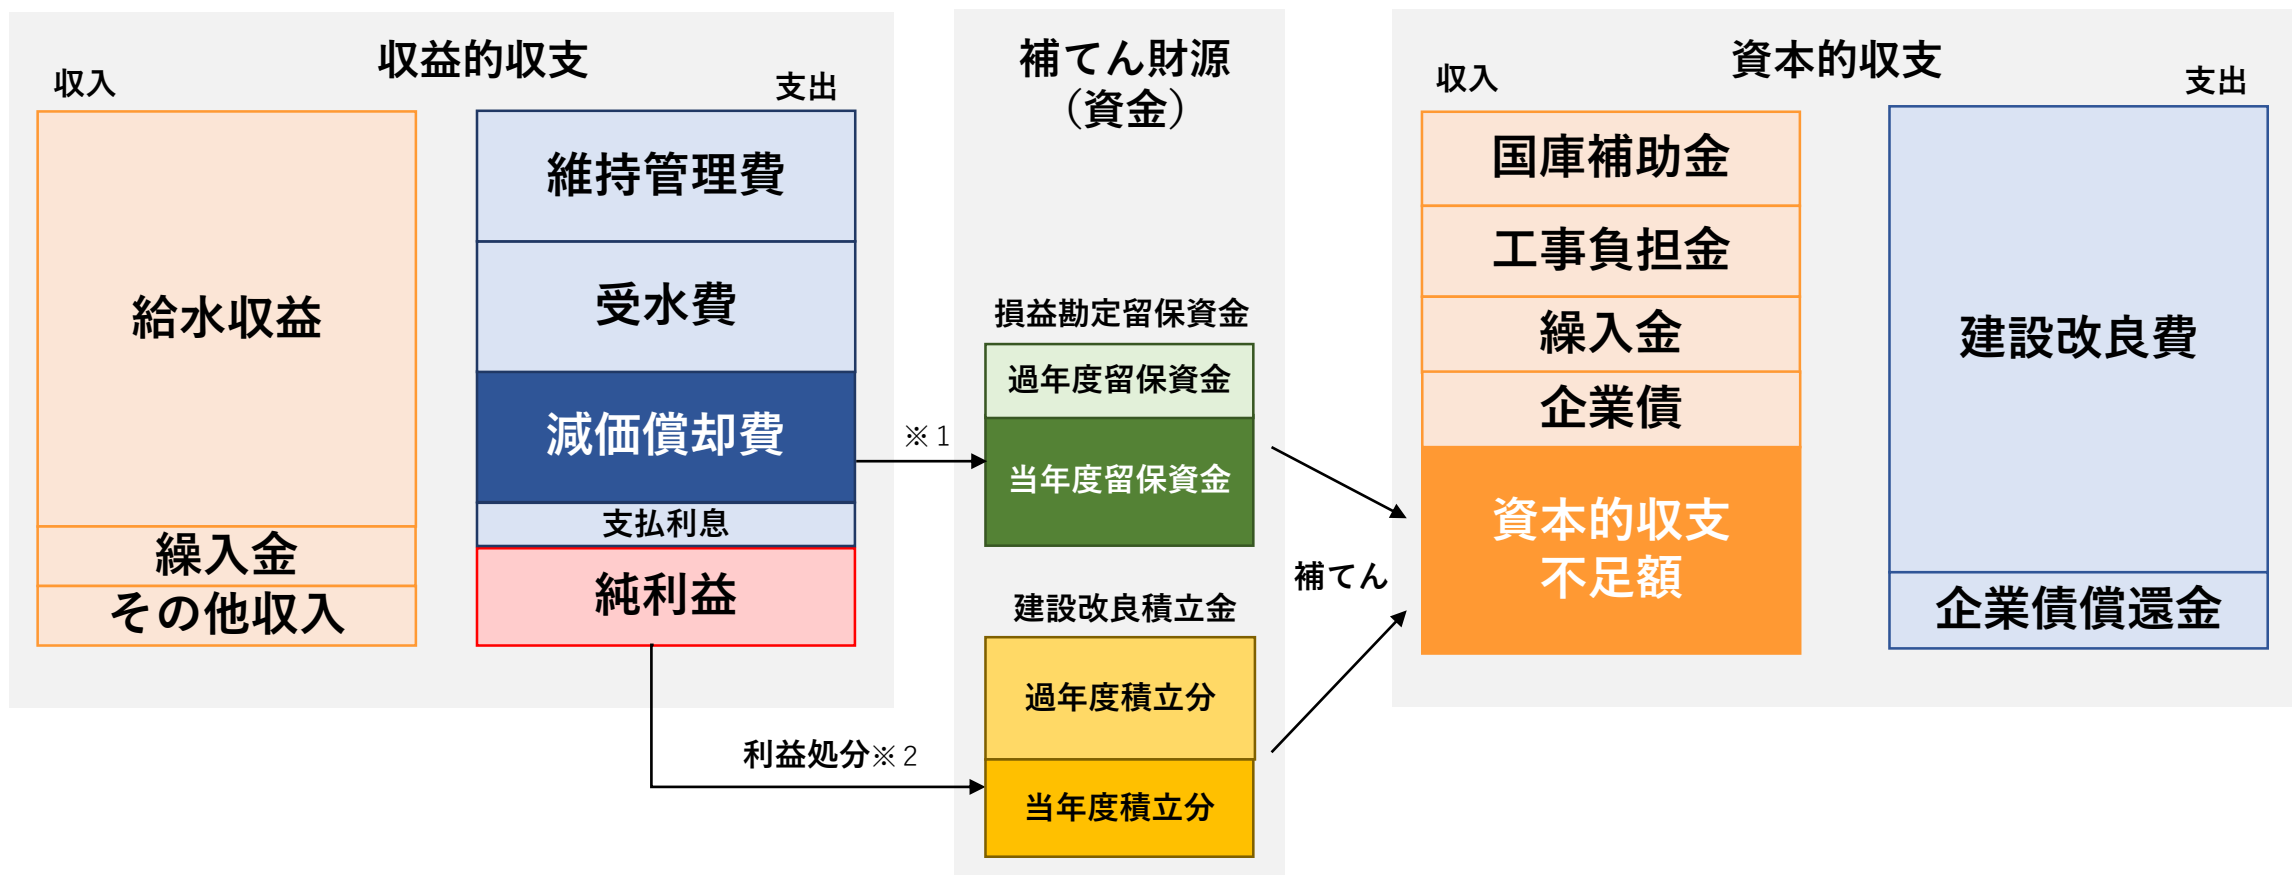 収益的収支
収入
支出
給水収益
繰入金
その他収入
維持管理費
受水費
減価償却費
支払利息
純利益
※1
利益処分※2
補てん財源
（資金）
損益勘定留保資金
過年度留保資金
当年度留保資金
建設改良積立金
過年度積立分
当年度積立分
補てん
資本的収支
収入
支出
国庫補助金
工事負担金
繰入金
企業債
資本的収支
不足額
建設改良費
企業債償還金